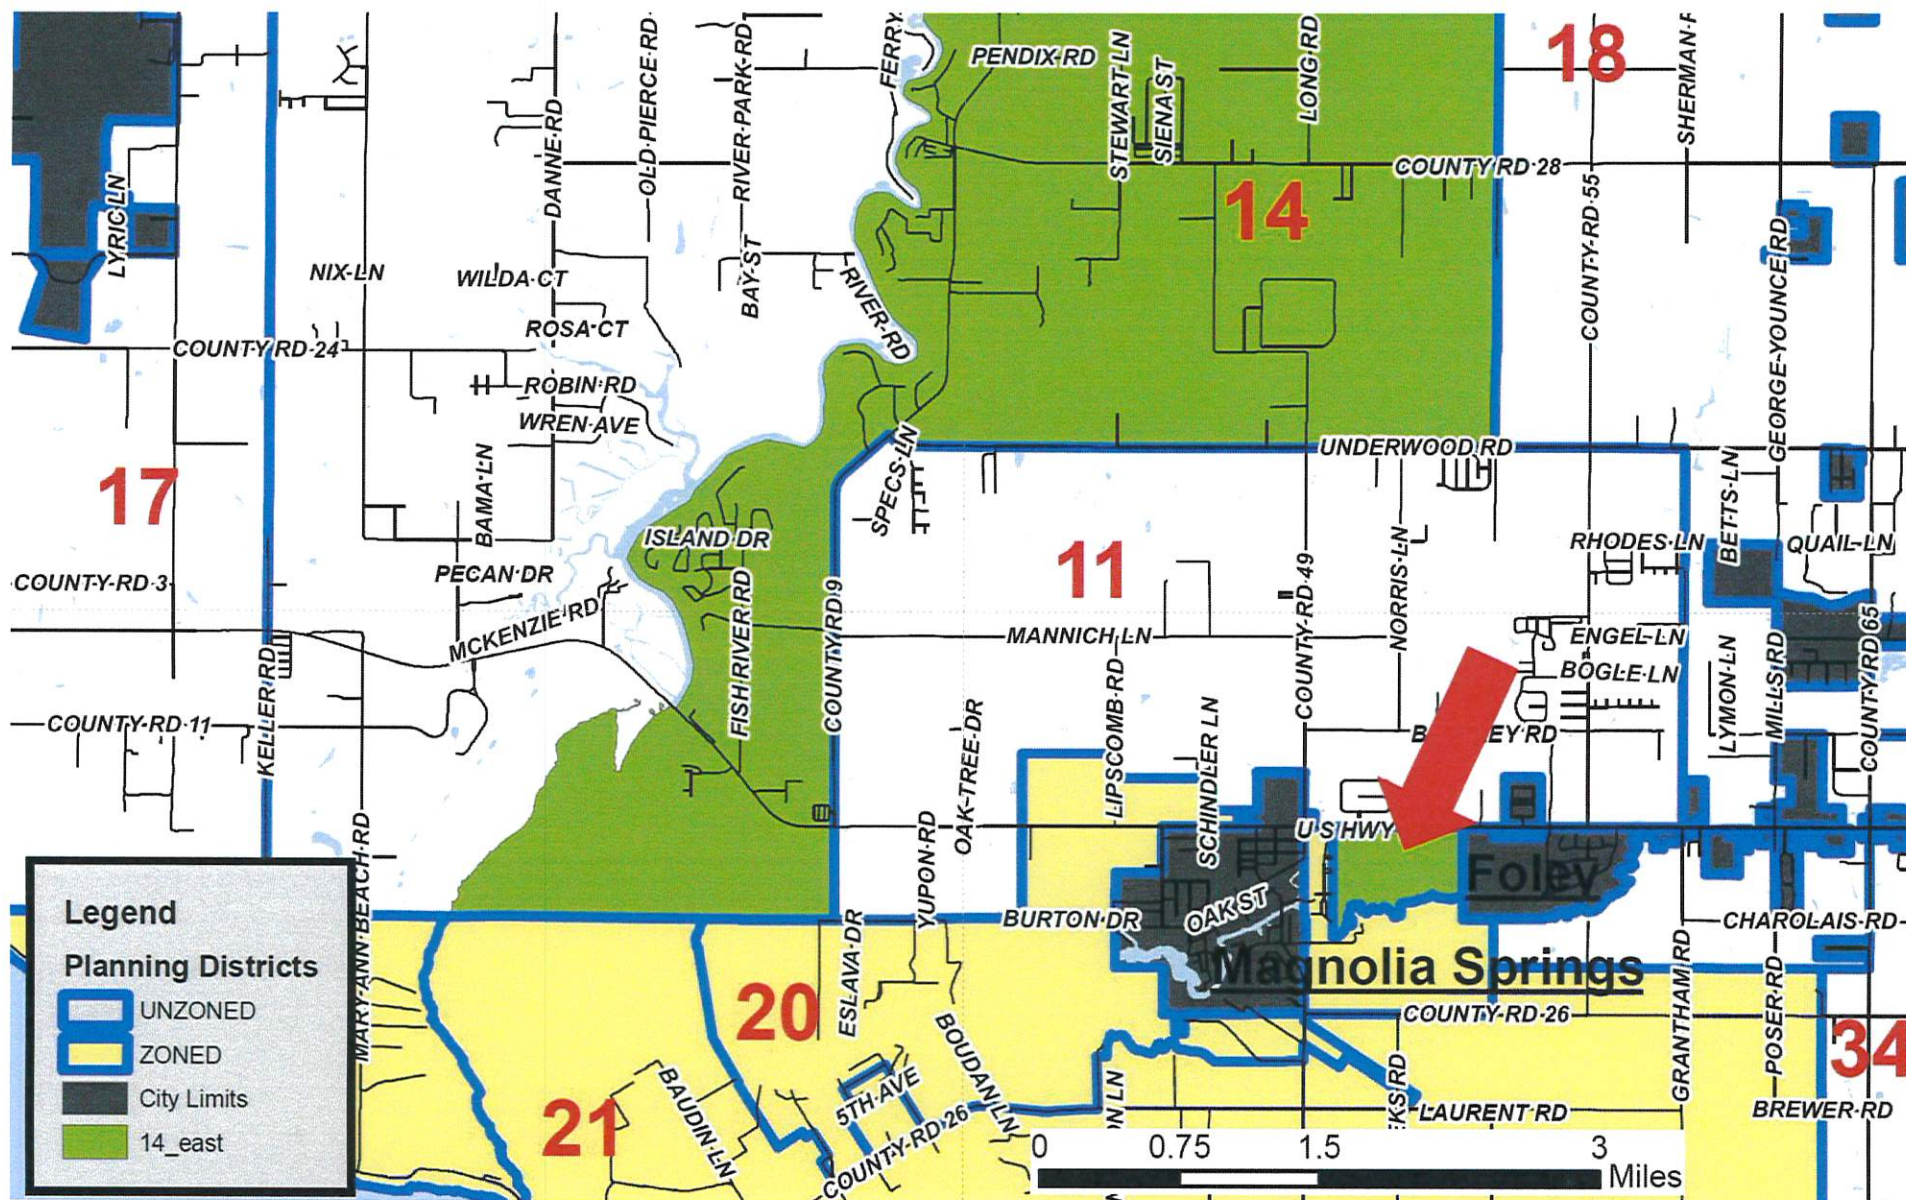 PENDIX RD
STEWART LN
SIENA ST
LONG RD
18
FERRY
OLD PIERCE RD
RIVER PARK RD
DANNE RD
COUNTY RD 28
COUNTY RD 55
LYRIC LN
14
NIX LN
WILDA CT
BAY ST
RIVER RD
GEORGE YOUNCE RD
ROSA CT
COUNTY RD 24
ROBIN RD
WREN AVE
SPECS LN
UNDERWOOD RD
17
BAMA LN
BETTS LN
ISLAND DR
RHODES LN
QUAIL LN
11
PECAN DR
COUNTY RD 3
MCKENZIE RD
FISH RIVER RD
COUNTY RD 9
MANNICH LN
COUNTY RD 49
NORRIS LN
ENGEL LN
BOGLE LN
KELLER RD
LIPSCOMB RD
SCHINDLER LN
LYMON LN
MILLS RD
COUNTY RD 65
COUNTY RD 11
OAK TREE DR
EY RD
MARY ANN BEACH RD
YUPON RD
U S HWY
Foley
OAK ST
BURTON DR
CHAROLAIS RD
ESLAVA DR
Magnolia Springs
GRANTHAM RD
POSER RD
20
COUNTY RD 26
34
BOUDAN LN
21
BAUDIN LN
5TH AVE
COUNTY RD 26
LAURENT RD
BREWER RD
Legend
Planning Districts
UNZONED
ZONED
City Limits
14_east
0 0.75 1.5 3
Miles